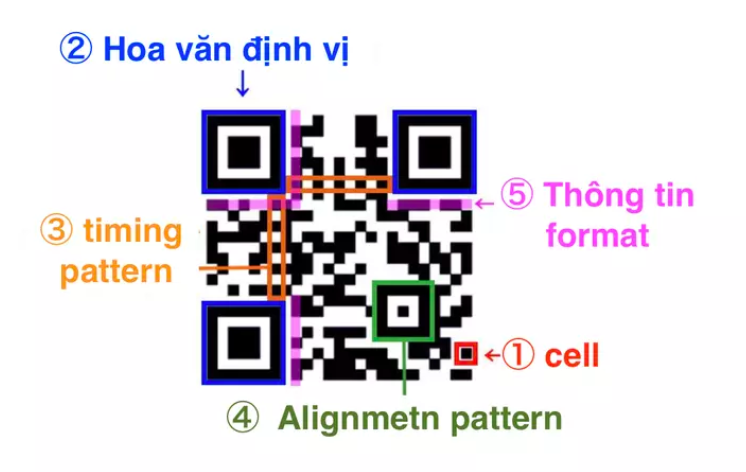 ② Hoa văn định vị
↓
⑤ Thông tin
format
③ timing
pattern
① cell
④ Alignmetn pattern